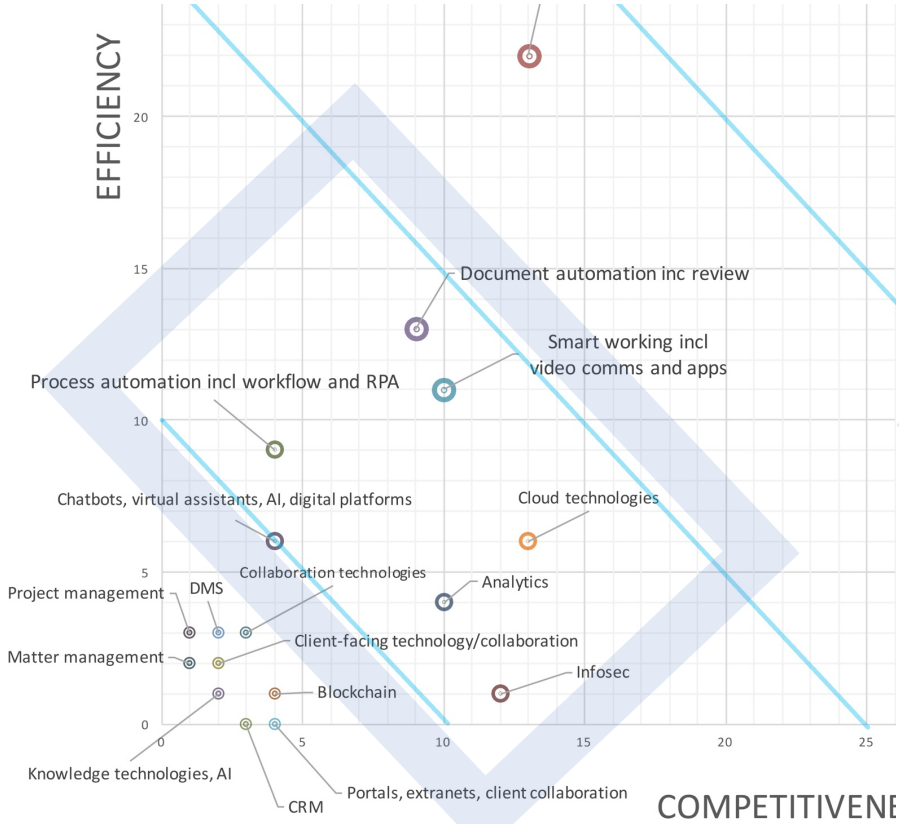 EFFICIENCY
20
15
Document automation inc review
Smart working incl
video comms and apps
Process automation incl workflow and RPA
10
Chatbots, virtual assistants, AI, digital platforms
Cloud technologies
5
Collaboration technologies
Analytics
Project management
DMS
Client-facing technology/collaboration
Matter management
Infosec
Blockchain
0
0 5 10 15 20 25
Knowledge technologies, AI
Portals, extranets, client collaboration
CRM
COMPETITIVENE